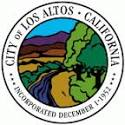 CITY OF LOS ALTOS • CALIFORNIA
INCORPORATED DECEMBER 1, 1952